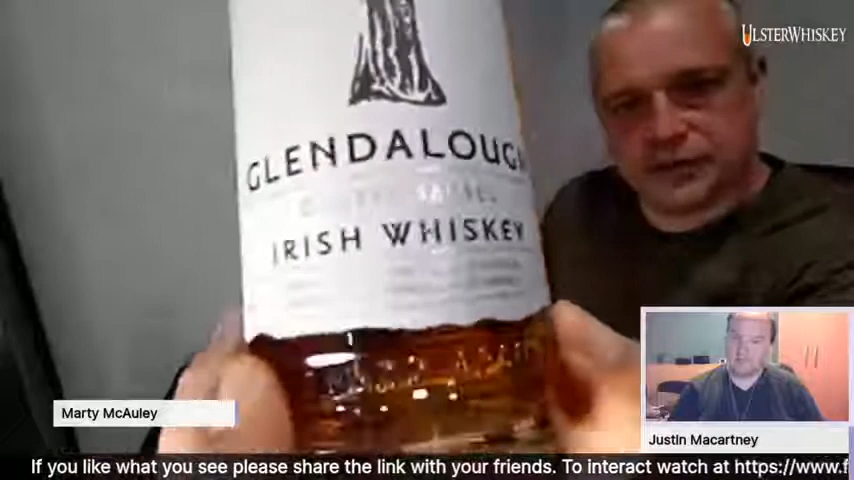 ULSTERWHISKEY
GLENDALOUGH
BARREL
IRISH WHISKEY
Marty McAuley
Justin Macartney
If you like what you see please share the link with your friends. To interact watch at https://www.f